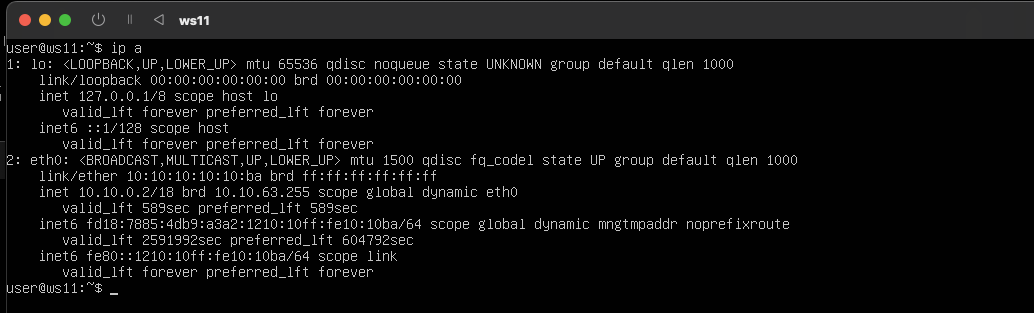 ws11
user@ws11:~$ ip a
1: lo: <LOOPBACK,UP,LOWER_UP> mtu 65536 qdisc noqueue state UNKNOWN group default qlen 1000
    link/loopback 00:00:00:00:00:00 brd 00:00:00:00:00:00
    inet 127.0.0.1/8 scope host lo
       valid_lft forever preferred_lft forever
    inet6 ::1/128 scope host
       valid_lft forever preferred_lft forever
2: eth0: <BROADCAST,MULTICAST,UP,LOWER_UP> mtu 1500 qdisc fq_codel state UP group default qlen 1000
    link/ether 10:10:10:10:10:ba brd ff:ff:ff:ff:ff:ff
    inet 10.10.0.2/18 brd 10.10.63.255 scope global dynamic eth0
       valid_lft 589sec preferred_lft 589sec
    inet6 fd18:7885:4db9:a3a2:1210:10ff:fe10:10ba/64 scope global dynamic mngtmpaddr noprefixroute
       valid_lft 2591992sec preferred_lft 604792sec
    inet6 fe80::1210:10ff:fe10:10ba/64 scope link
       valid_lft forever preferred_lft forever
user@ws11:~$ _